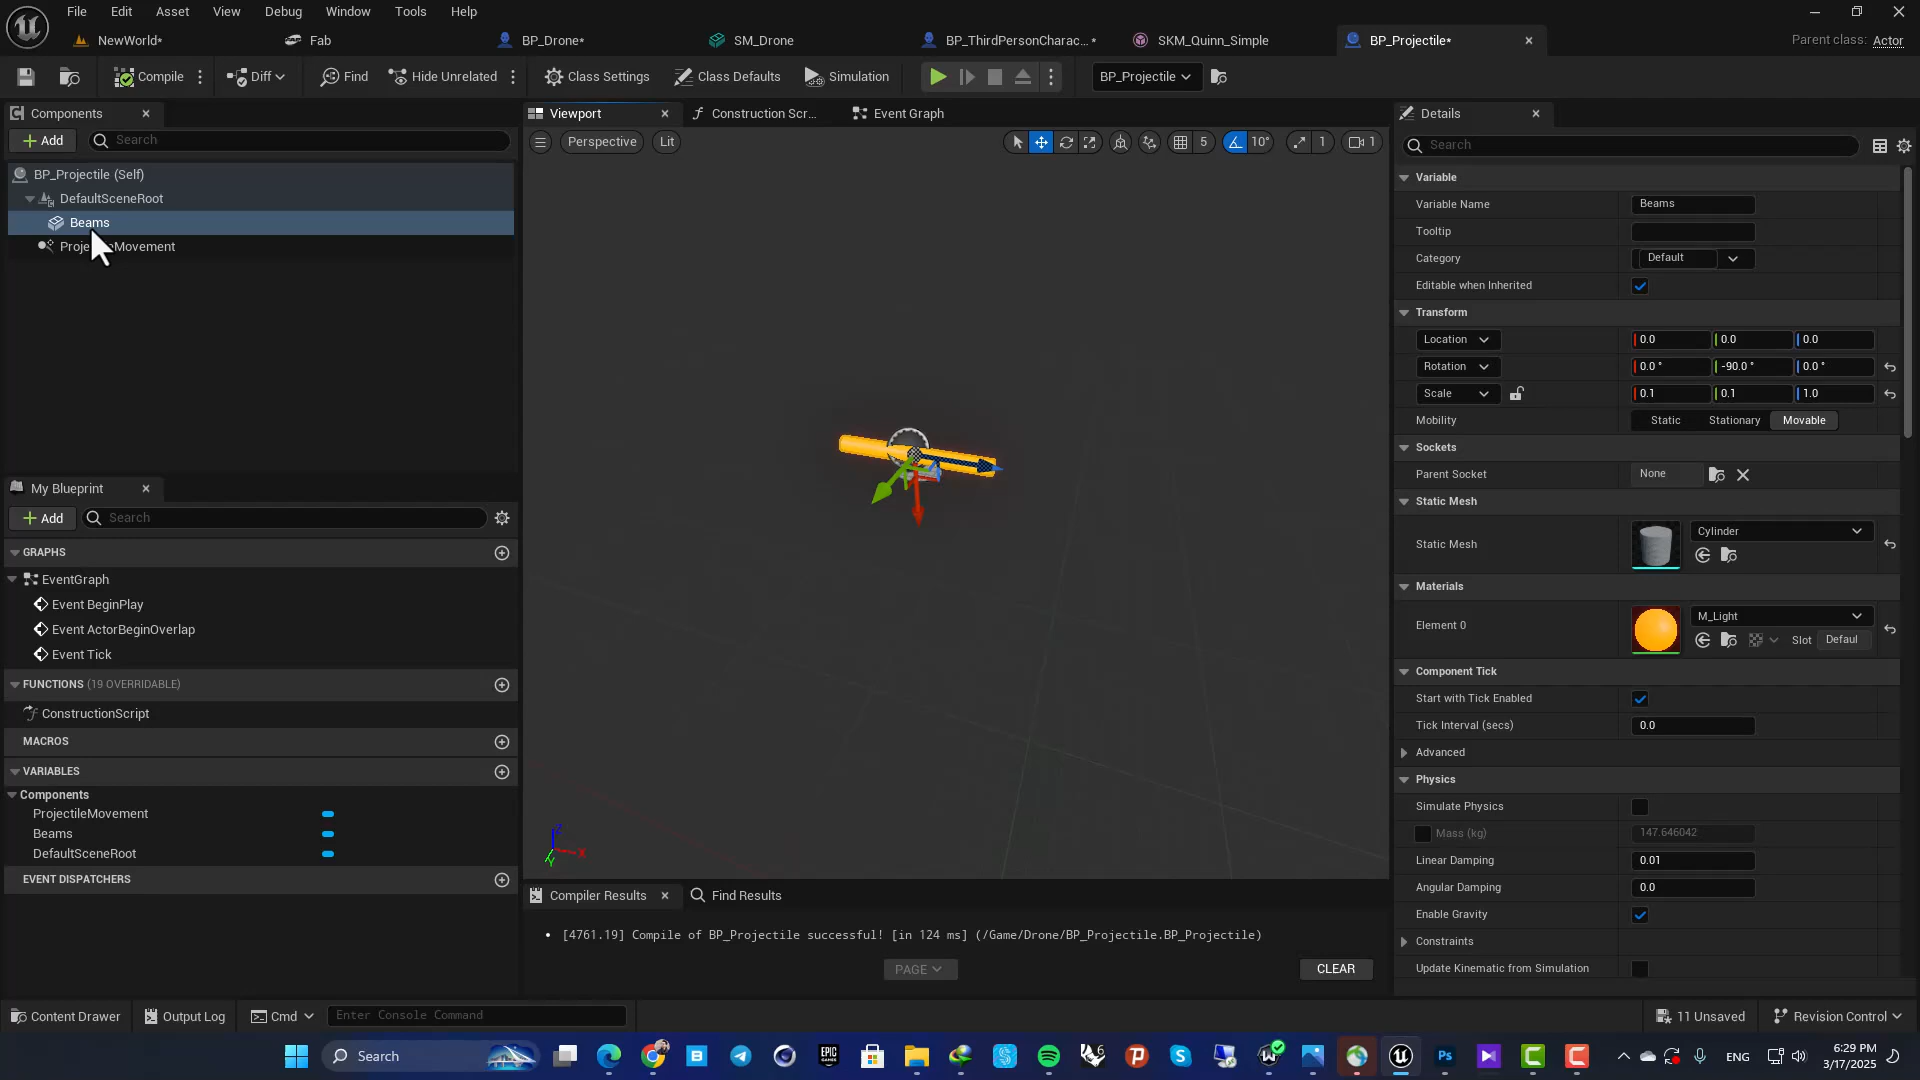 File Edit Asset View Debug Window Tools Help
NewWorld* Fab BP_Drone* SM_Drone BP_ThirdPersonCharac...* SKM_Quinn_Simple BP_Projectile* Parent class: Actor
Compile Diff Find Hide Unrelated Class Settings Class Defaults Simulation BP_Projectile
Components
Add Search
BP_Projectile (Self)
DefaultSceneRoot
Beams
My Blueprint
Add Search
GRAPHS
EventGraph
Event BeginPlay
Event ActorBeginOverlap
Event Tick
FUNCTIONS (19 OVERRIDABLE)
ConstructionScript
MACROS
VARIABLES
Components
ProjectileMovement
Beams
DefaultSceneRoot
EVENT DISPATCHERS
Viewport Construction Scr... Event Graph
Perspective Lit 5 10° 1 1
Z
X
Y
Compiler Results Find Results
• [4761.19] Compile of BP_Projectile successful! [in 124 ms] (/Game/Drone/BP_Projectile.BP_Projectile)
PAGE CLEAR
Details
Search
Variable
Variable Name Beams
Tooltip
Category Default
Editable when Inherited
Transform
Location 0.0 0.0 0.0
Rotation 0.0 ° -90.0 ° 0.0 °
Scale 0.1 0.1 1.0
Mobility Static Stationary Movable
Sockets
Parent Socket None
Static Mesh
Static Mesh Cylinder
Materials
Element 0 M_Light
Slot Defaul
Component Tick
Start with Tick Enabled
Tick Interval (secs) 0.0
Advanced
Physics
Simulate Physics
Mass (kg) 147.646042
Linear Damping 0.01
Angular Damping 0.0
Enable Gravity
Constraints
Update Kinematic from Simulation
Content Drawer Output Log Cmd Enter Console Command 11 Unsaved Revision Control
Search ENG 6:29 PM
3/17/2025